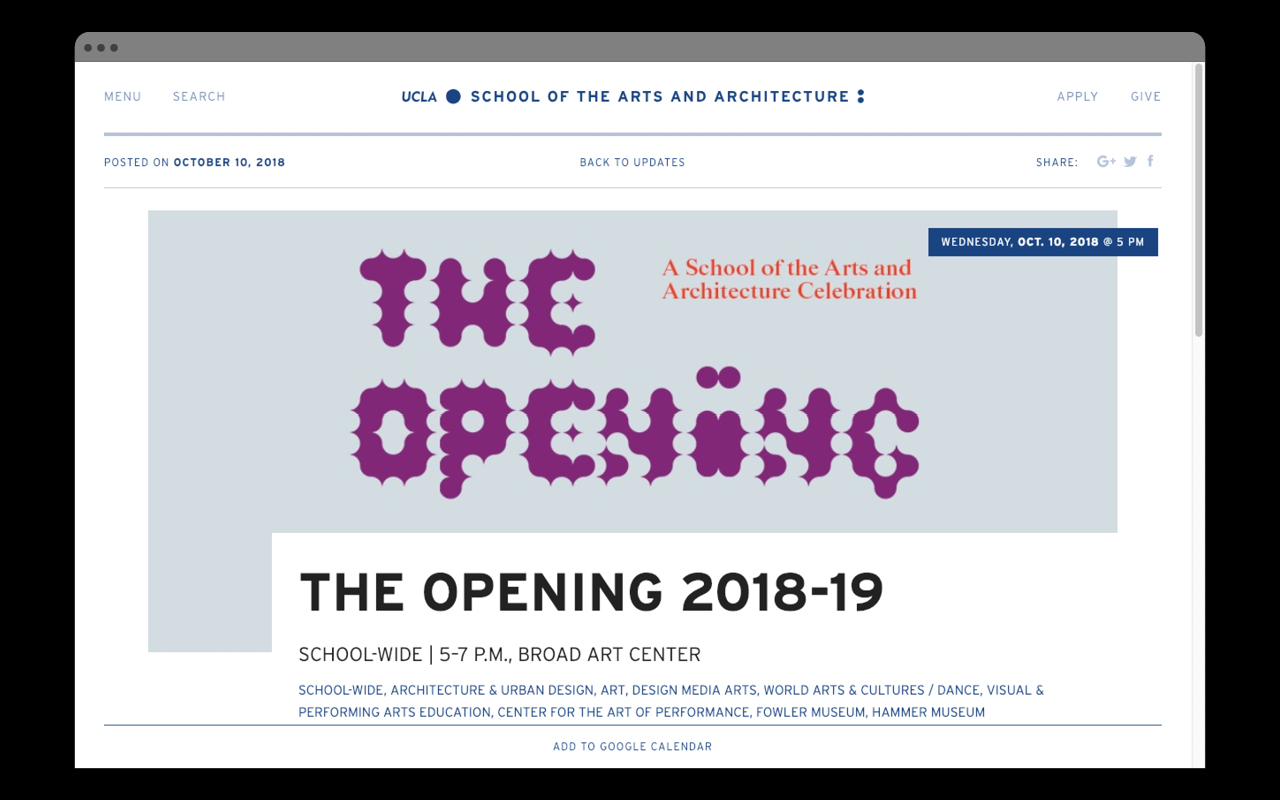 MENU SEARCH UCLA SCHOOL OF THE ARTS AND ARCHITECTURE APPLY GIVE
POSTED ON OCTOBER 10, 2018 BACK TO UPDATES SHARE: G+ f
WEDNESDAY, OCT. 10, 2018 @ 5 PM
THE
A School of the Arts and
Architecture Celebration
OPENïNG
THE OPENING 2018-19
SCHOOL-WIDE | 5–7 P.M., BROAD ART CENTER
SCHOOL-WIDE, ARCHITECTURE & URBAN DESIGN, ART, DESIGN MEDIA ARTS, WORLD ARTS & CULTURES / DANCE, VISUAL &
PERFORMING ARTS EDUCATION, CENTER FOR THE ART OF PERFORMANCE, FOWLER MUSEUM, HAMMER MUSEUM
ADD TO GOOGLE CALENDAR